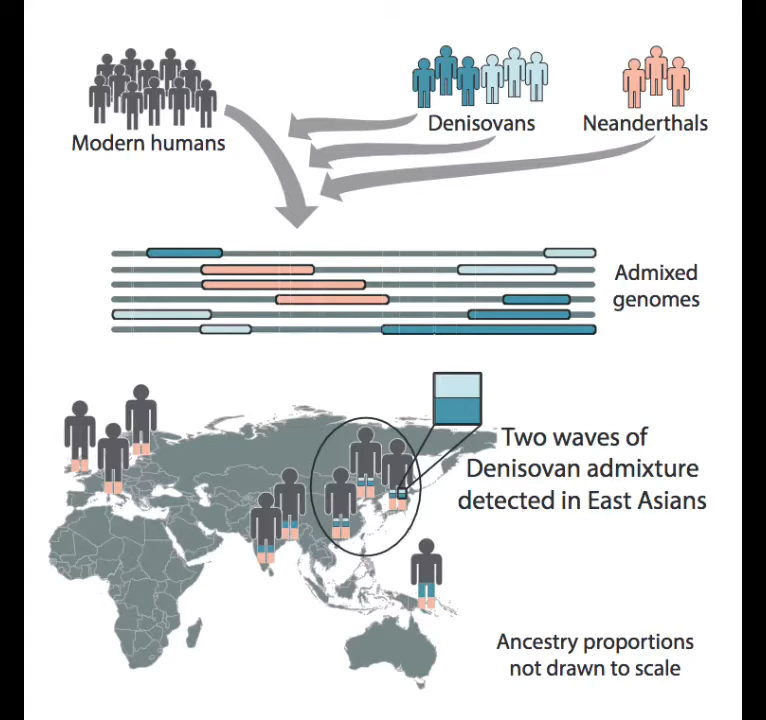 Modern humans
Denisovans
Neanderthals
Admixed
genomes
Two waves of
Denisovan admixture
detected in East Asians
Ancestry proportions
not drawn to scale